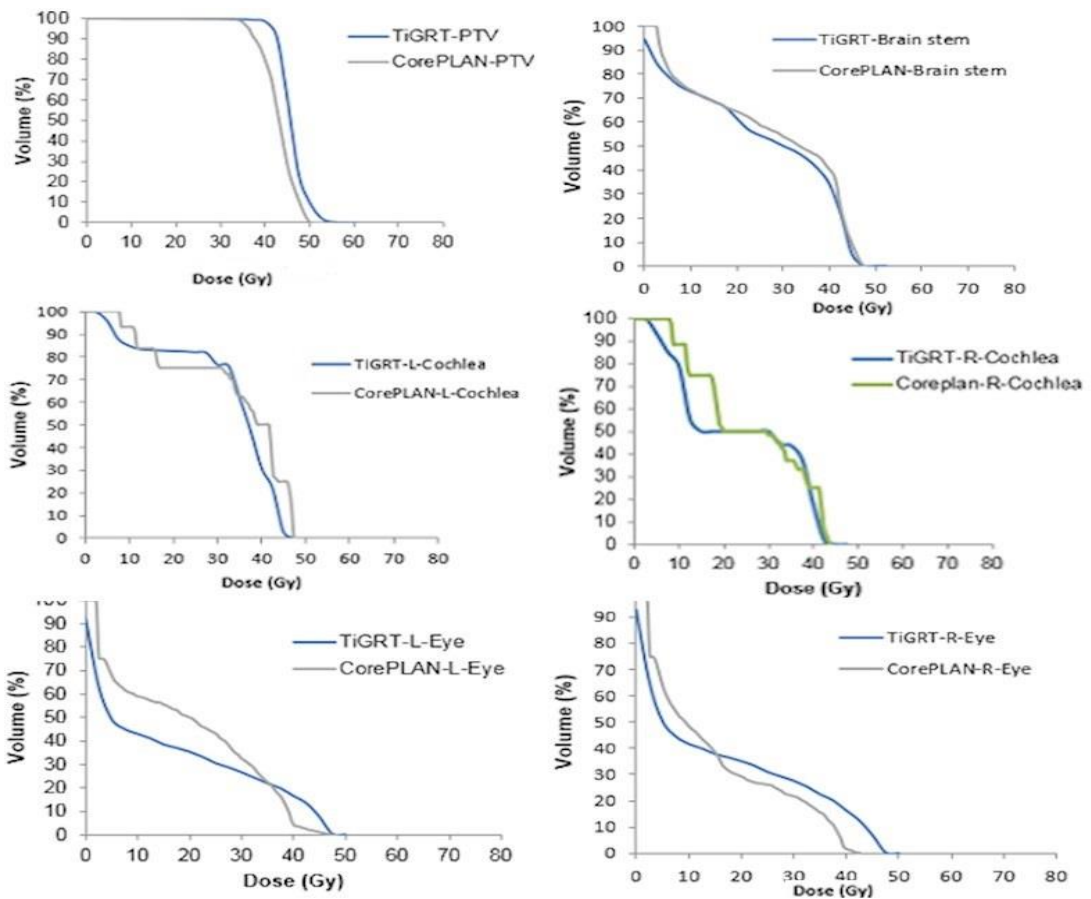 100
90
80
70
60
50
40
30
20
10
0
Volume (%)
TiGRT-PTV
CorePLAN-PTV
0 10 20 30 40 50 60 70 80
Dose (Gy)
100
90
80
70
60
50
40
30
20
10
0
Volume (%)
TiGRT-Brain stem
CorePLAN-Brain stem
0 10 20 30 40 50 60 70 80
Dose (Gy)
100
90
80
70
60
50
40
30
20
10
0
Volume (%)
TiGRT-L-Cochlea
CorePLAN-L-Cochlea
0 10 20 30 40 50 60 70 80
Dose (Gy)
100
90
80
70
60
50
40
30
20
10
0
Volume (%)
TiGRT-R-Cochlea
Coreplan-R-Cochlea
0 10 20 30 40 50 60 70 80
Dose (Gy)
100
90
80
70
60
50
40
30
20
10
0
Volume (%)
TiGRT-L-Eye
CorePLAN-L-Eye
0 10 20 30 40 50 60 70 80
Dose (Gy)
90
80
70
60
50
40
30
20
10
0
Volume (%)
TiGRT-R-Eye
CorePLAN-R-Eye
0 10 20 30 40 50 60 70 80
Dose (Gy)